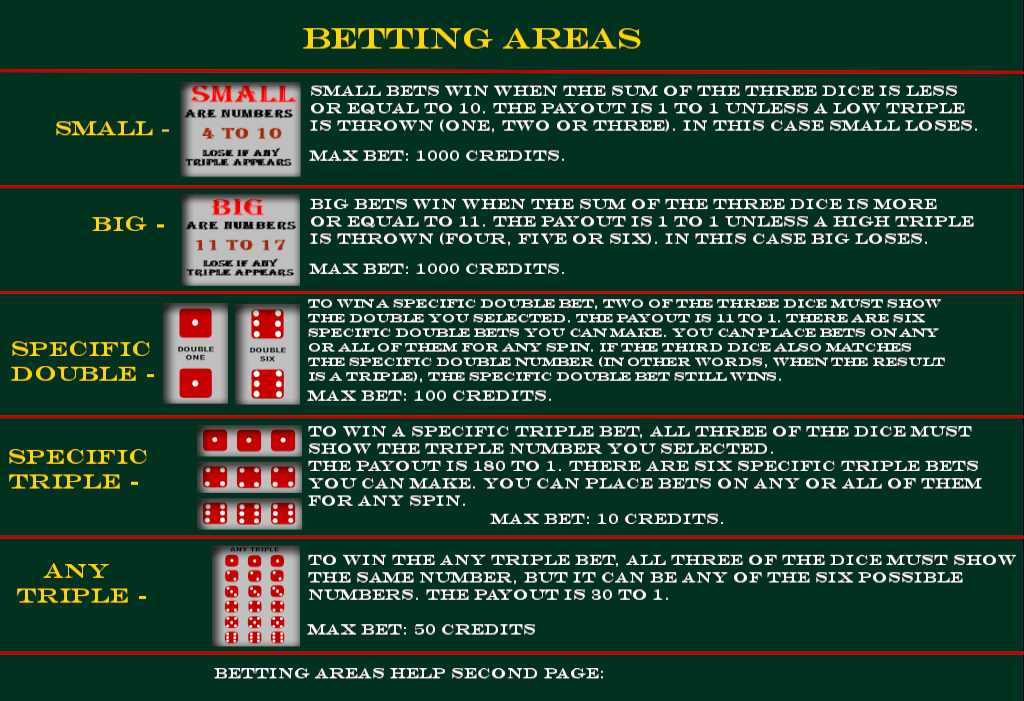 BETTING AREAS
SMALL -
SMALL
ARE NUMBERS
4 TO 10
LOSE IF ANY
TRIPLE APPEARS
SMALL BETS WIN WHEN THE SUM OF THE THREE DICE IS LESS
OR EQUAL TO 10. THE PAYOUT IS 1 TO 1 UNLESS A LOW TRIPLE
IS THROWN (ONE, TWO OR THREE). IN THIS CASE SMALL LOSES.
MAX BET: 1000 CREDITS.
BIG -
BIG
ARE NUMBERS
11 TO 17
LOSE IF ANY
TRIPLE APPEARS
BIG BETS WIN WHEN THE SUM OF THE THREE DICE IS MORE
OR EQUAL TO 11. THE PAYOUT IS 1 TO 1 UNLESS A HIGH TRIPLE
IS THROWN (FOUR, FIVE OR SIX). IN THIS CASE BIG LOSES.
MAX BET: 1000 CREDITS.
SPECIFIC
DOUBLE -
DOUBLE
ONE
DOUBLE
SIX
TO WIN A SPECIFIC DOUBLE BET, TWO OF THE THREE DICE MUST SHOW
THE DOUBLE YOU SELECTED. THE PAYOUT IS 11 TO 1. THERE ARE SIX
SPECIFIC DOUBLE BETS YOU CAN MAKE. YOU CAN PLACE BETS ON ANY
OR ALL OF THEM FOR ANY SPIN. IF THE THIRD DICE ALSO MATCHES
THE SPECIFIC DOUBLE NUMBER (IN OTHER WORDS, WHEN THE RESULT
IS A TRIPLE), THE SPECIFIC DOUBLE BET STILL WINS.
MAX BET: 100 CREDITS.
SPECIFIC
TRIPLE -
TO WIN A SPECIFIC TRIPLE BET, ALL THREE OF THE DICE MUST
SHOW THE TRIPLE NUMBER YOU SELECTED.
THE PAYOUT IS 180 TO 1. THERE ARE SIX SPECIFIC TRIPLE BETS
YOU CAN MAKE. YOU CAN PLACE BETS ON ANY OR ALL OF THEM
FOR ANY SPIN.
MAX BET: 10 CREDITS.
ANY
TRIPLE -
ANY TRIPLE
TO WIN THE ANY TRIPLE BET, ALL THREE OF THE DICE MUST SHOW
THE SAME NUMBER, BUT IT CAN BE ANY OF THE SIX POSSIBLE
NUMBERS. THE PAYOUT IS 30 TO 1.
MAX BET: 50 CREDITS
BETTING AREAS HELP SECOND PAGE: